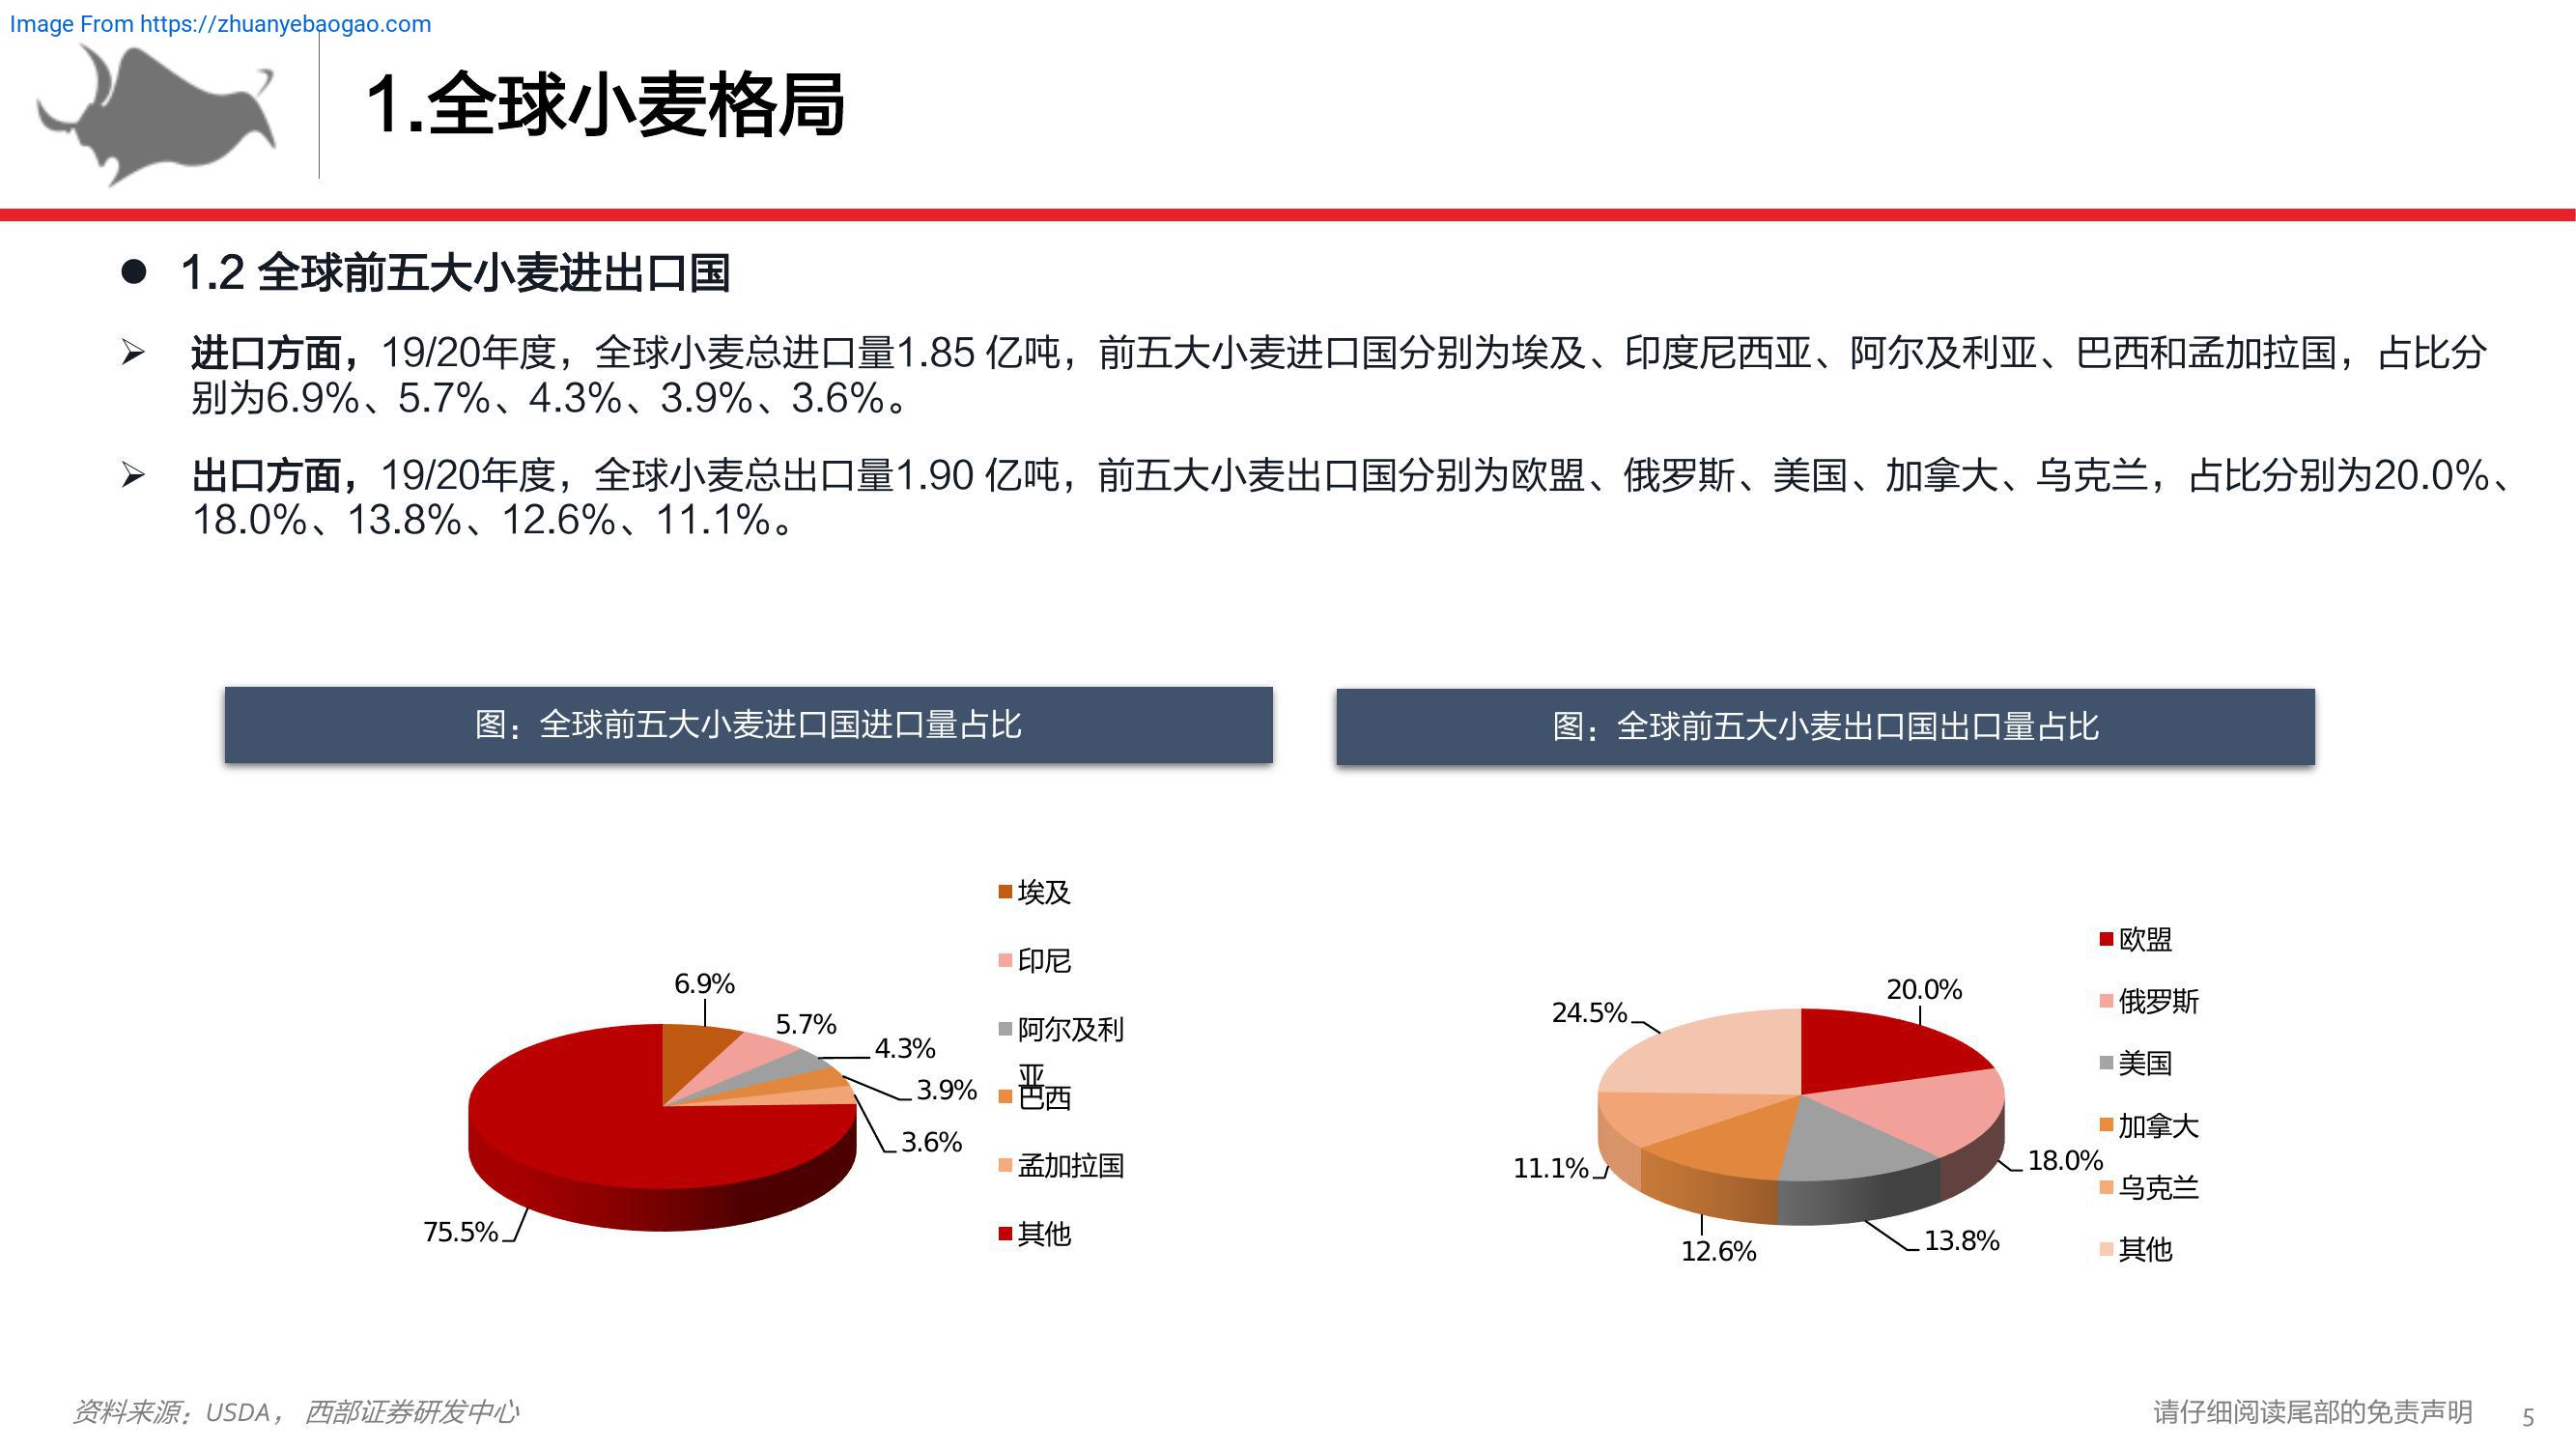 Image From https://zhuanyebaogao.com
1.全球小麦格局
● 1.2 全球前五大小麦进出口国
➢ 进口方面，19/20年度，全球小麦总进口量1.85 亿吨，前五大小麦进口国分别为埃及、印度尼西亚、阿尔及利亚、巴西和孟加拉国，占比分
别为6.9%、5.7%、4.3%、3.9%、3.6%。
➢ 出口方面，19/20年度，全球小麦总出口量1.90 亿吨，前五大小麦出口国分别为欧盟、俄罗斯、美国、加拿大、乌克兰，占比分别为20.0%、
18.0%、13.8%、12.6%、11.1%。
图：全球前五大小麦进口国进口量占比
6.9%
5.7%
4.3%
3.9%
3.6%
75.5%
埃及
印尼
阿尔及利
亚
巴西
孟加拉国
其他
图：全球前五大小麦出口国出口量占比
20.0%
24.5%
18.0%
11.1%
13.8%
12.6%
欧盟
俄罗斯
美国
加拿大
乌克兰
其他
资料来源：USDA， 西部证券研发中心
请仔细阅读尾部的免责声明
5